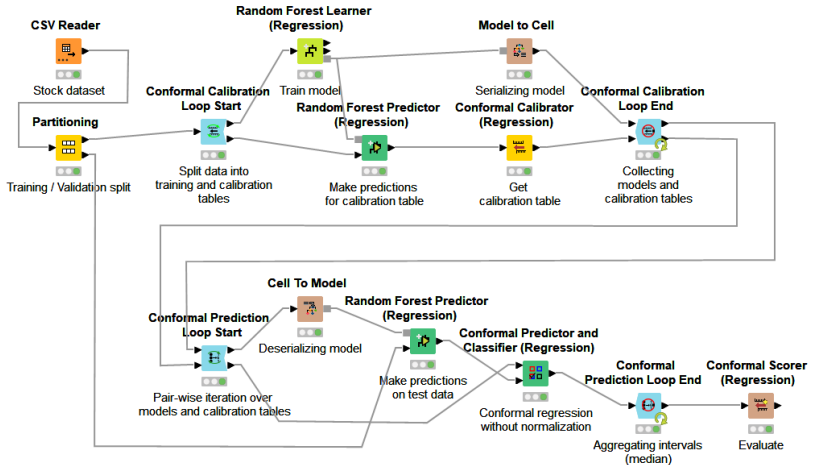 Random Forest Learner
(Regression)
Train model
Model to Cell
Serializing model
CSV Reader
Stock dataset
Conformal Calibration
Loop Start
Split data into
training and calibration
tables
Random Forest Predictor
(Regression)
Make predictions
for calibration table
Conformal Calibrator
(Regression)
Get
calibration table
Conformal Calibration
Loop End
Collecting
models and
calibration tables
Partitioning
Training / Validation split
Cell To Model
Deserializing model
Conformal Prediction
Loop Start
Pair-wise iteration over
models and calibration tables
Random Forest Predictor
(Regression)
Make predictions
on test data
Conformal Predictor and
Classifier (Regression)
Conformal regression
without normalization
Conformal
Prediction Loop End
Aggregating intervals
(median)
Conformal Scorer
(Regression)
Evaluate